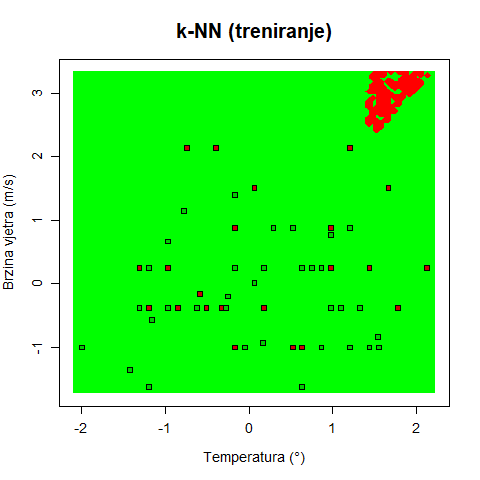 k-NN (treniranje)
Brzina vjetra (m/s)
3
2
1
0
-1
-2 -1 0 1 2
Temperatura (°)